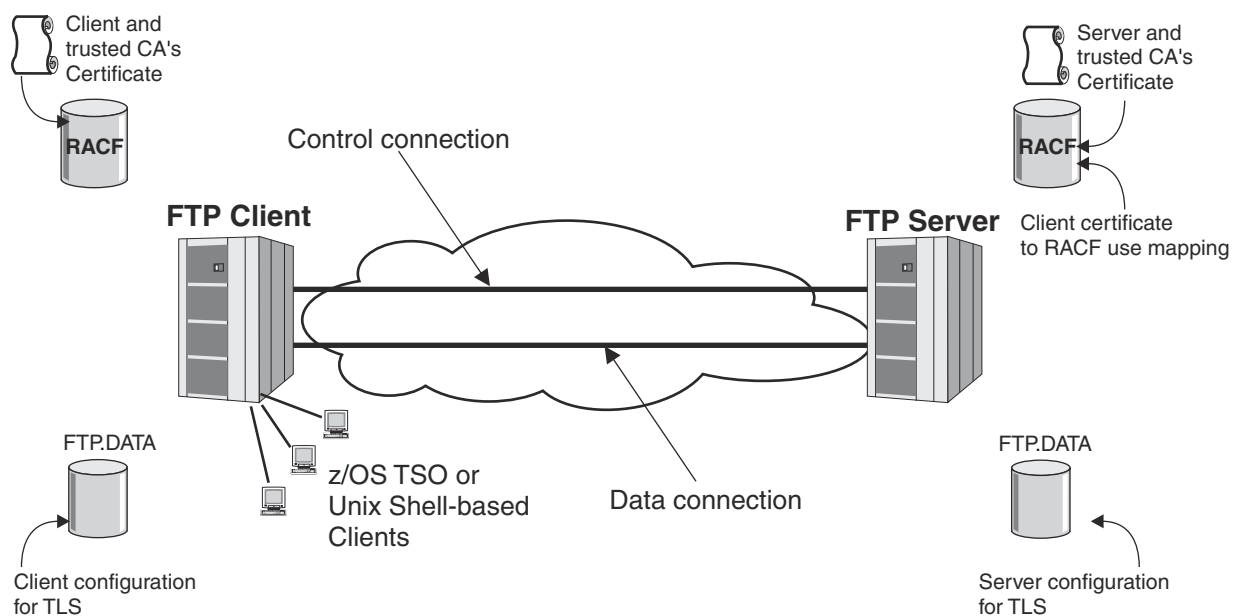 Client and
trusted CA's
Certificate
RACF
Server and
trusted CA's
Certificate
RACF
Control connection
FTP Client
FTP Server
Client certificate
to RACF use mapping
FTP.DATA
z/OS TSO or
Unix Shell-based
Clients
Data connection
FTP.DATA
Client configuration
for TLS
Server configuration
for TLS